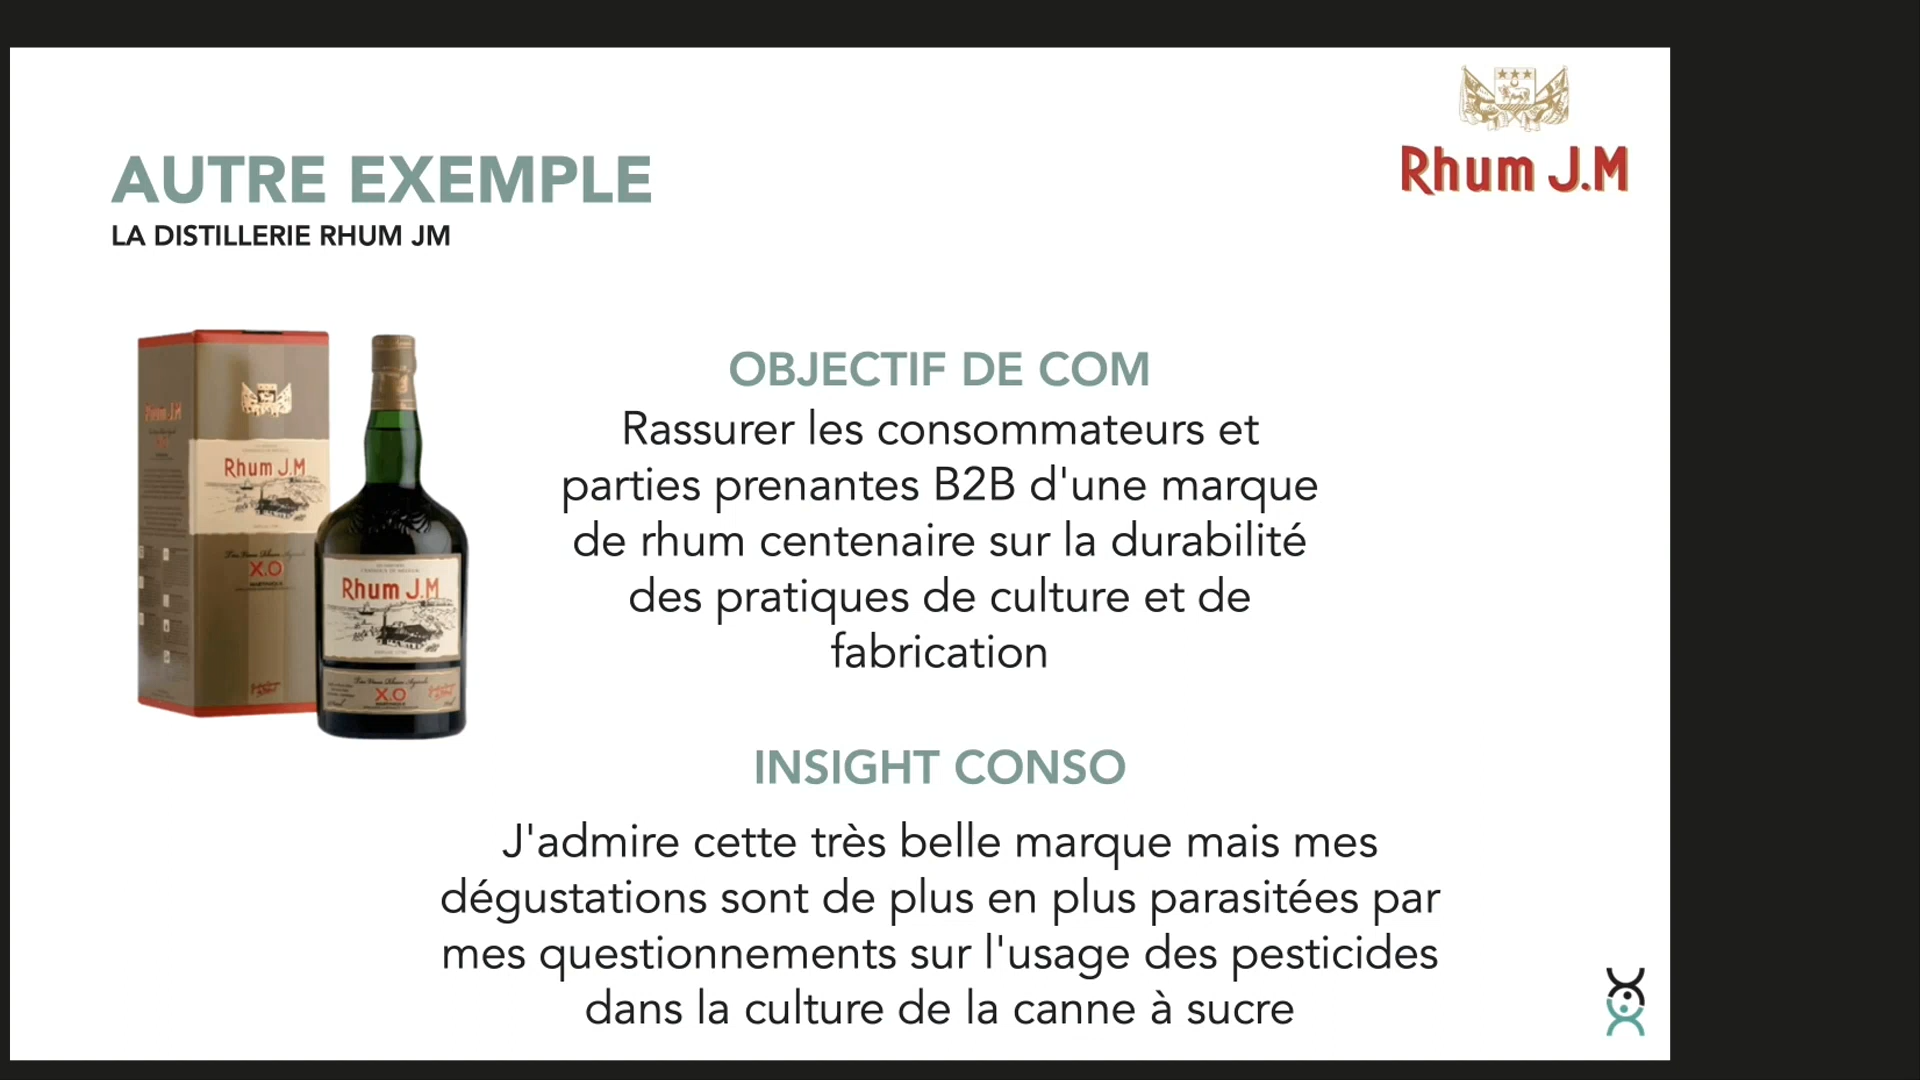 Rhum J.M
AUTRE EXEMPLE
LA DISTILLERIE RHUM JM
Rhum J.M
X.O
Rhum J.M
X.O
OBJECTIF DE COM
Rassurer les consommateurs et
parties prenantes B2B d'une marque
de rhum centenaire sur la durabilité
des pratiques de culture et de
fabrication
INSIGHT CONSO
J'admire cette très belle marque mais mes
dégustations sont de plus en plus parasitées par
mes questionnements sur l'usage des pesticides
dans la culture de la canne à sucre